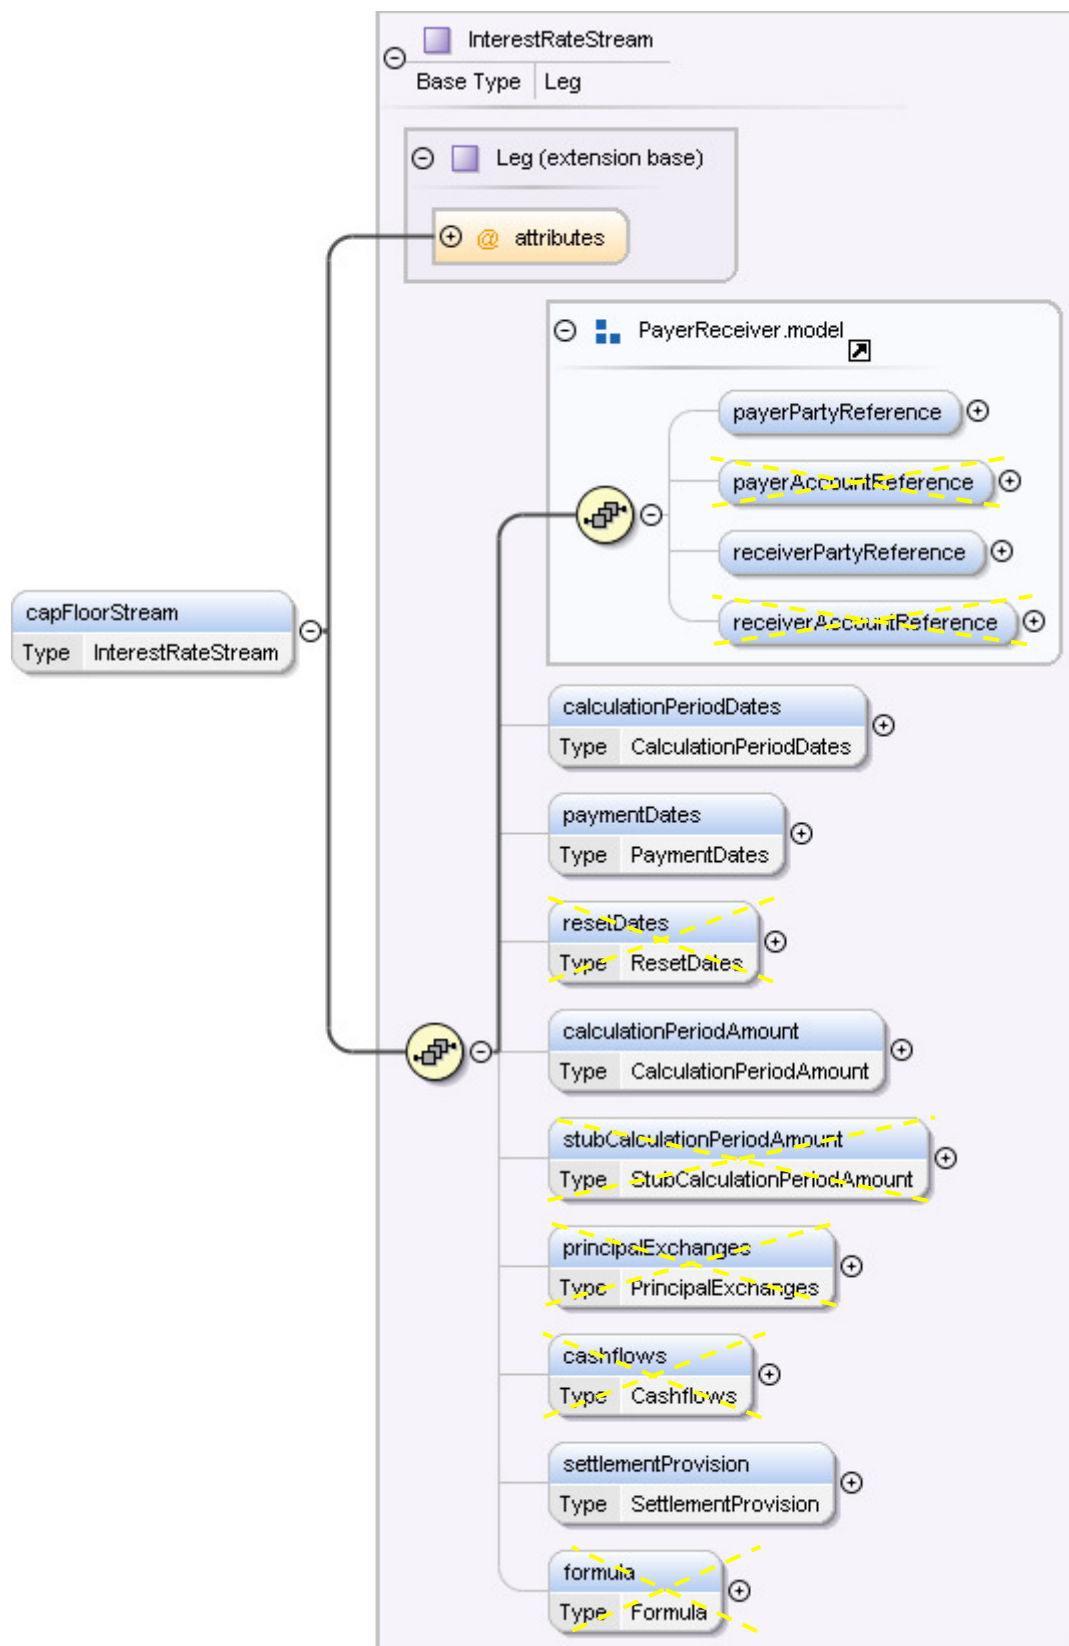 InterestRateStream
Base Type Leg
Leg (extension base)
@ attributes
PayerReceiver.model
payerPartyReference
payerAccountReference
receiverPartyReference
receiverAccountReference
capFloorStream
Type InterestRateStream
calculationPeriodDates
Type CalculationPeriodDates
paymentDates
Type PaymentDates
resetDates
Type ResetDates
calculationPeriodAmount
Type CalculationPeriodAmount
stubCalculationPeriodAmount
Type StubCalculationPeriodAmount
principalExchanges
Type PrincipalExchanges
cashflows
Type Cashflows
settlementProvision
Type SettlementProvision
formula
Type Formula